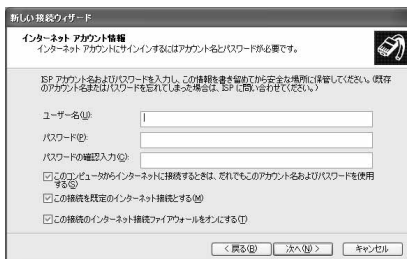 新しい接続ウィザード
インターネット アカウント情報
インターネット アカウントにサインインするにはアカウント名とパスワードが必要です。
ISP アカウント名およびパスワードを入力し、この情報を書き留めてから安全な場所に保管してください。(既存
のアカウント名またはパスワードを忘れてしまった場合は、ISP に問い合わせてください。)
ユーザー名(U):
パスワード(P):
パスワードの確認入力(C):
このコンピュータからインターネットに接続するときは、だれでもこのアカウント名およびパスワードを使用
する(S)
この接続を既定のインターネット接続とする(M)
この接続のインターネット接続ファイアウォールをオンにする(T)
< 戻る(B) 次へ(N) > キャンセル